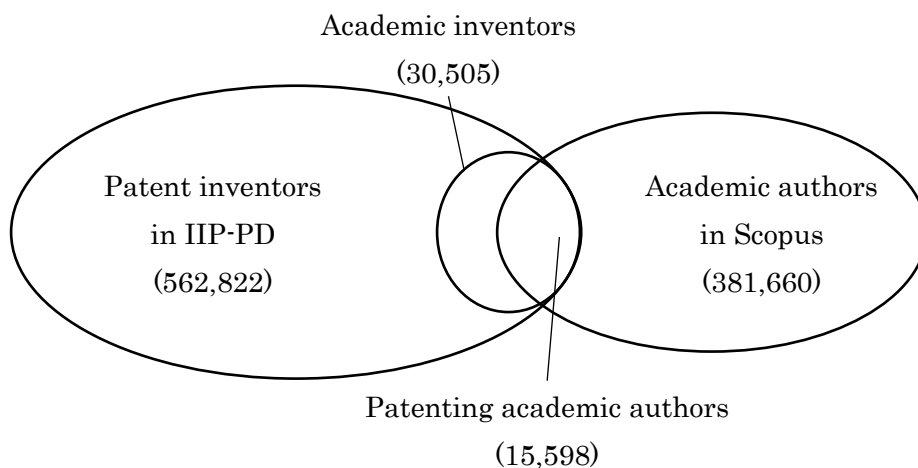 Academic inventors
(30,505)
Patent inventors
in IIP-PD
(562,822)
Academic authors
in Scopus
(381,660)
Patenting academic authors
(15,598)